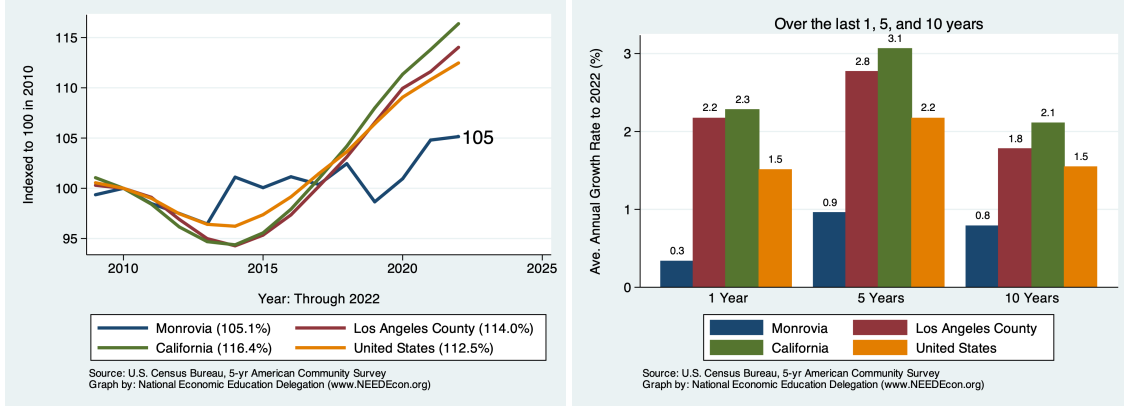 Indexed to 100 in 2010
115
110
105
100
95
105
2010
2015
2020
2025
Year: Through 2022
Monrovia (105.1%)
Los Angeles County (114.0%)
California (116.4%)
United States (112.5%)
Source: U.S. Census Bureau, 5-yr American Community Survey
Graph by: National Economic Education Delegation (www.NEEDEcon.org)
Over the last 1, 5, and 10 years
Ave. Annual Growth Rate to 2022 (%)
3
2
1
0
0.3
2.2
2.3
1.5
0.9
2.8
3.1
2.2
0.8
1.8
2.1
1.5
1 Year
5 Years
10 Years
Monrovia
Los Angeles County
California
United States
Source: U.S. Census Bureau, 5-yr American Community Survey
Graph by: National Economic Education Delegation (www.NEEDEcon.org)